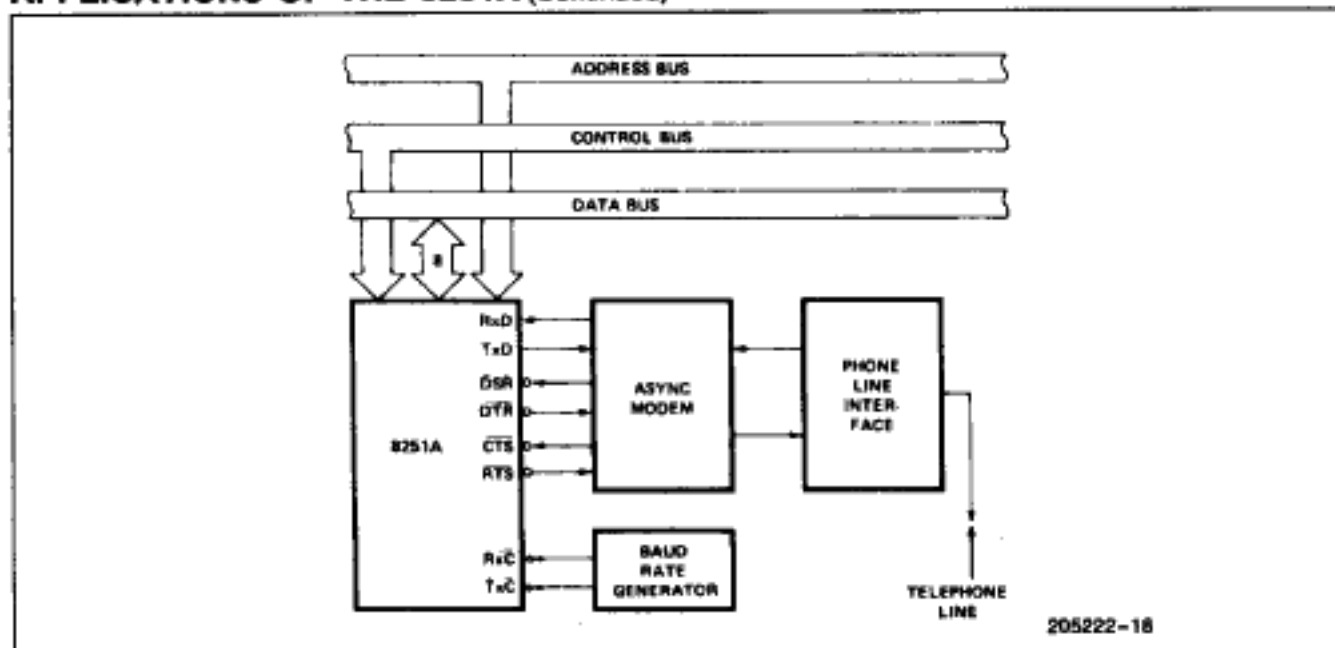 ADDRESS BUS
CONTROL BUS
DATA BUS
8
RxD
TxD
DSR
DTR
CTS
RTS
RxC
TxC
8251A
ASYNC
MODEM
PHONE
LINE
INTER-
FACE
BAUD
RATE
GENERATOR
TELEPHONE
LINE
205222-18